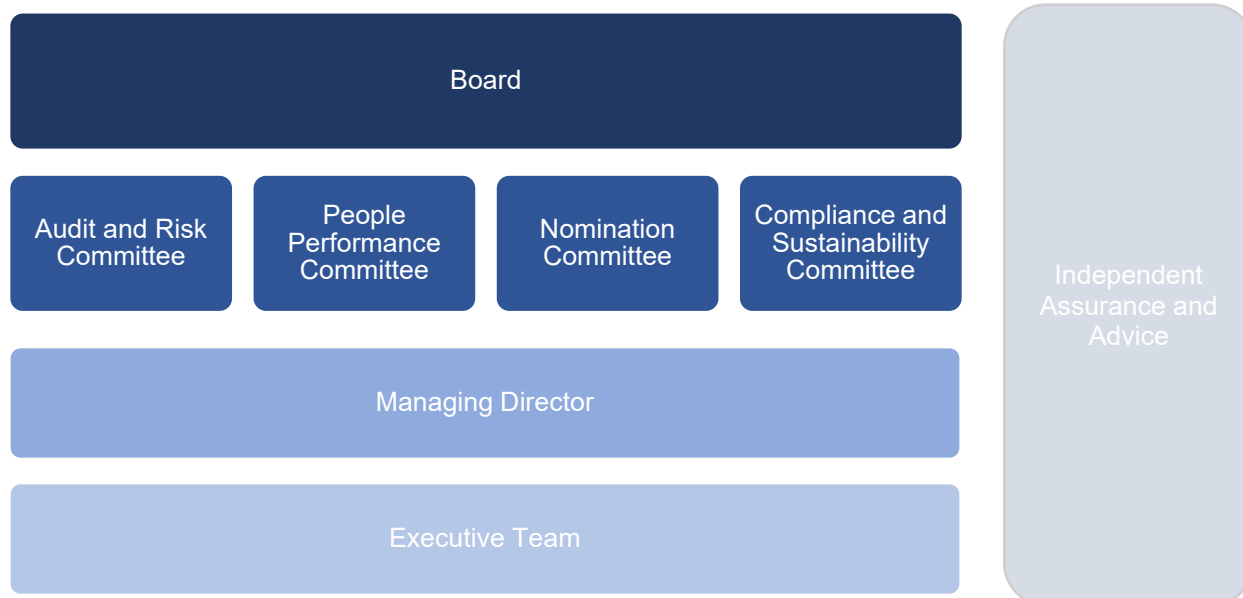 Board
Audit and Risk
Committee
People
Performance
Committee
Nomination
Committee
Compliance and
Sustainability
Committee
Independent
Assurance and
Advice
Managing Director
Executive Team